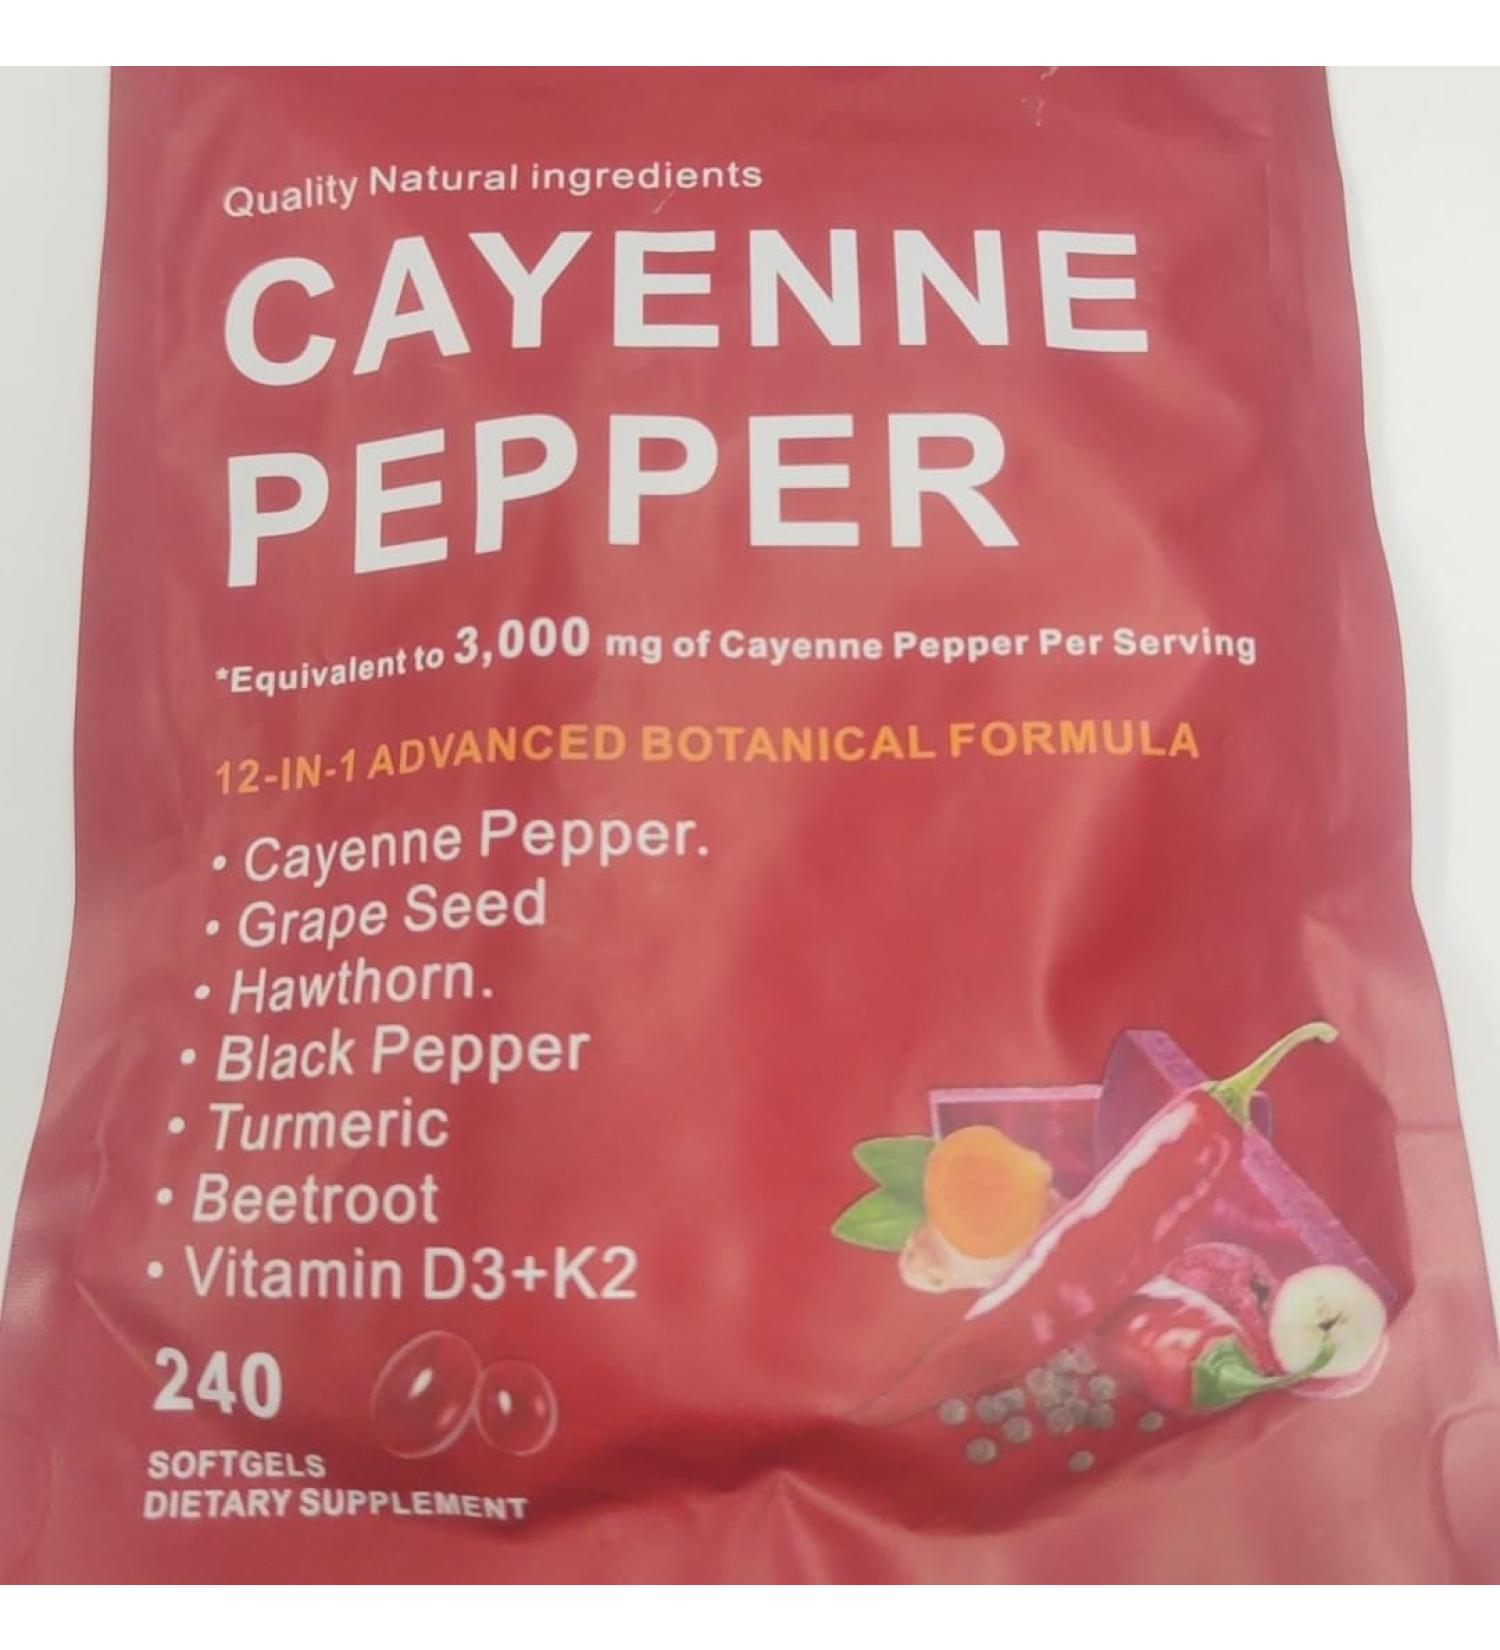 Quality Natural ingredients
CAYENNE
PEPPER
*Equivalent to 3,000 mg of Cayenne Pepper Per Serving
12-IN-1 ADVANCED BOTANICAL FORMULA
• Cayenne Pepper.
• Grape Seed
• Hawthorn.
• Black Pepper
• Turmeric
• Beetroot
• Vitamin D3+K2
240
SOFTGELS
DIETARY SUPPLEMENT